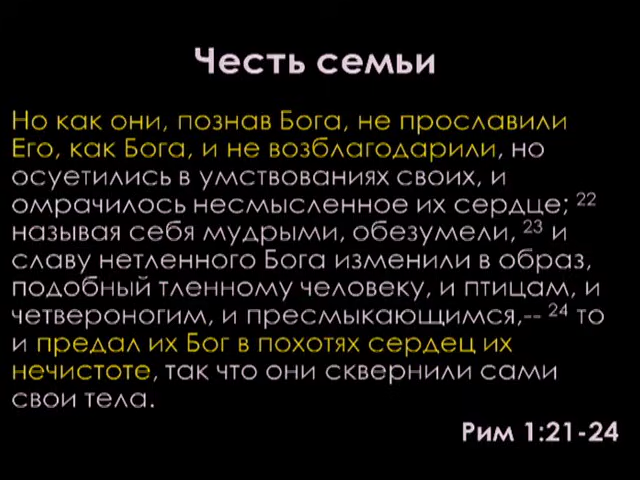 Честь семьи
Но как они, познав Бога, не прославили
Его, как Бога, и не возблагодарили, но
осуетились в умствованиях своих, и
омрачилось несмысленное их сердце; 22
называя себя мудрыми, обезумели, 23 и
славу нетленного Бога изменили в образ,
подобный тленному человеку, и птицам, и
четвероногим, и пресмыкающимся,-- 24 то
и предал их Бог в похотях сердец их
нечистоте, так что они сквернили сами
свои тела.
Рим 1:21-24